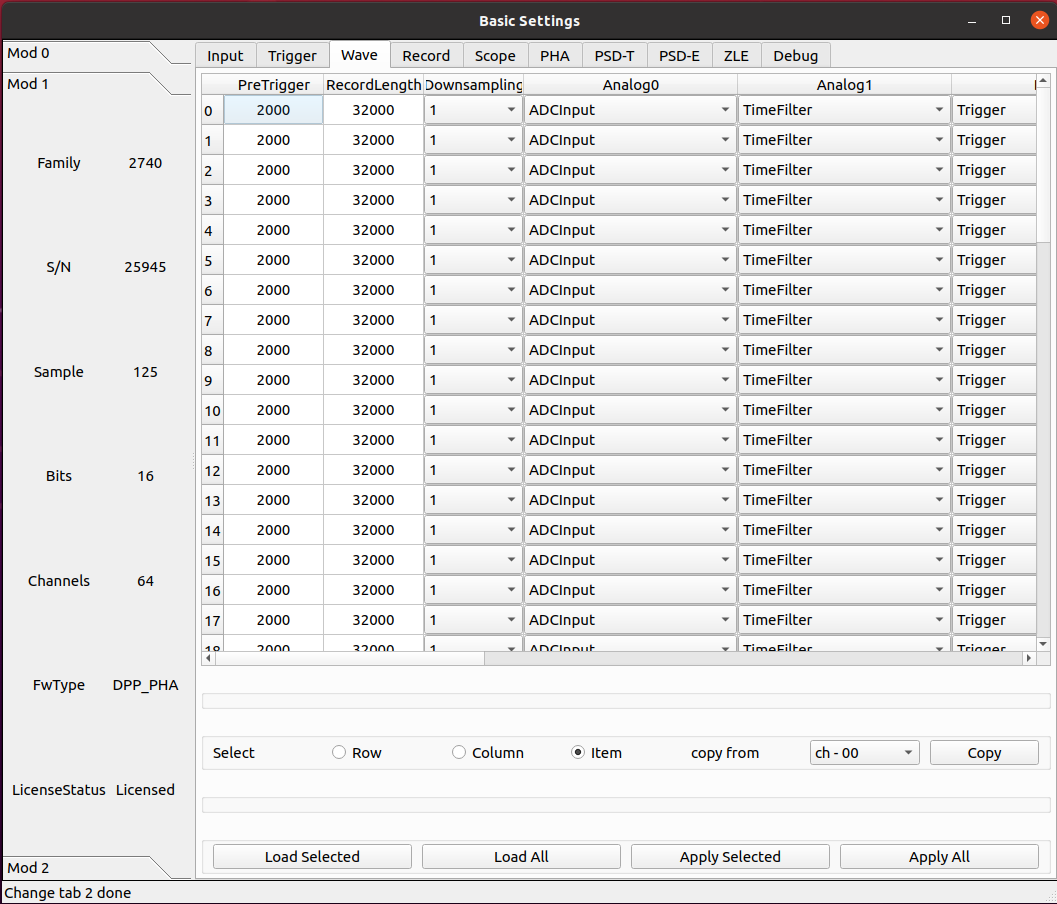 Basic Settings
Mod 0
Mod 1
Family 2740
S/N 25945
Sample 125
Bits 16
Channels 64
FwType DPP_PHA
LicenseStatus Licensed
Mod 2
Input Trigger Wave Record Scope PHA PSD-T PSD-E ZLE Debug
PreTrigger RecordLength Downsampling Analog0 Analog1
0 2000 32000 1 ADCInput TimeFilter Trigger
1 2000 32000 1 ADCInput TimeFilter Trigger
2 2000 32000 1 ADCInput TimeFilter Trigger
3 2000 32000 1 ADCInput TimeFilter Trigger
4 2000 32000 1 ADCInput TimeFilter Trigger
5 2000 32000 1 ADCInput TimeFilter Trigger
6 2000 32000 1 ADCInput TimeFilter Trigger
7 2000 32000 1 ADCInput TimeFilter Trigger
8 2000 32000 1 ADCInput TimeFilter Trigger
9 2000 32000 1 ADCInput TimeFilter Trigger
10 2000 32000 1 ADCInput TimeFilter Trigger
11 2000 32000 1 ADCInput TimeFilter Trigger
12 2000 32000 1 ADCInput TimeFilter Trigger
13 2000 32000 1 ADCInput TimeFilter Trigger
14 2000 32000 1 ADCInput TimeFilter Trigger
15 2000 32000 1 ADCInput TimeFilter Trigger
16 2000 32000 1 ADCInput TimeFilter Trigger
17 2000 32000 1 ADCInput TimeFilter Trigger
18 2000 32000 1 ADCInput TimeFilter Trigger
Select Row Column Item copy from ch - 00 Copy
Load Selected Load All Apply Selected Apply All
Change tab 2 done